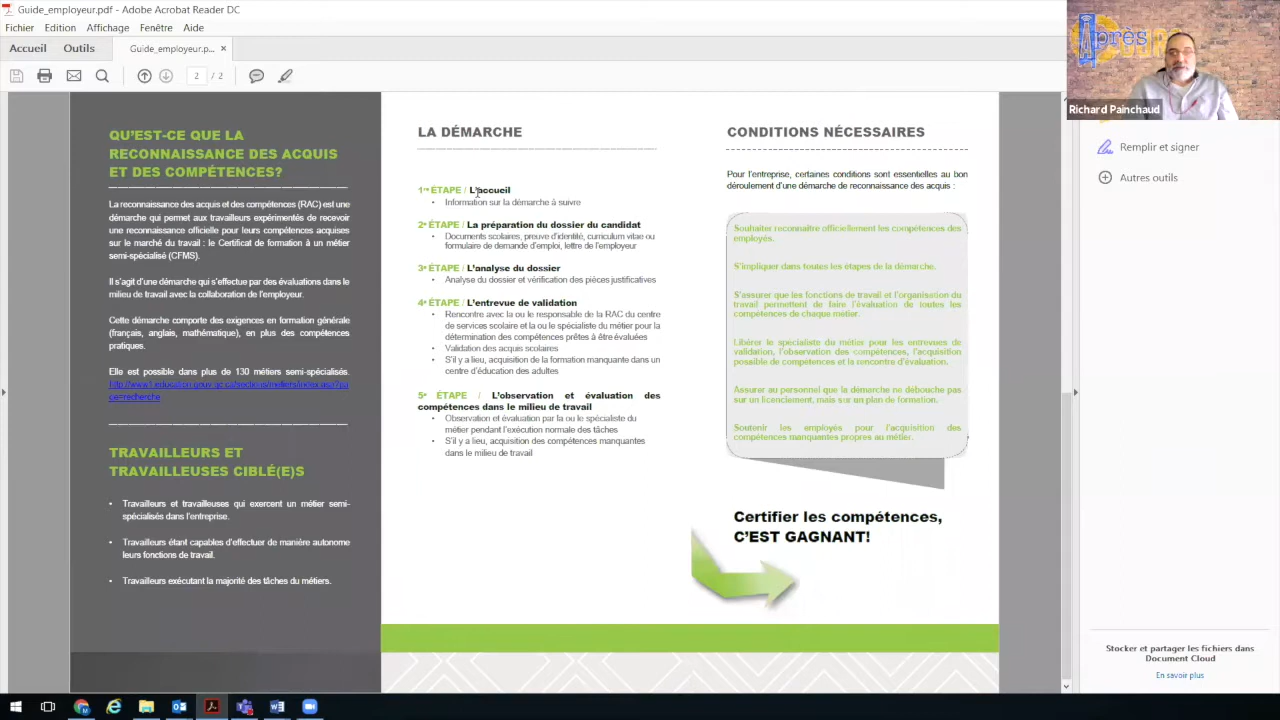 Guide_employeur.pdf - Adobe Acrobat Reader DC
Fichier Edition Affichage Fenêtre Aide
Accueil Outils Guide_employeur.p... ×
2 / 2
QU'EST-CE QUE LA
RECONNAISSANCE DES ACQUIS
ET DES COMPÉTENCES?
La reconnaissance des acquis et des compétences (RAC) est une
démarche qui permet aux travailleurs expérimentés de recevoir
une reconnaissance officielle pour leurs compétences acquises
sur le marché du travail : le Certificat de formation à un métier
semi-spécialisé (CFMS).
Il s'agit d'une démarche qui s'effectue par des évaluations dans le
milieu de travail avec la collaboration de l'employeur.
Cette démarche comporte des exigences en formation générale
(français, anglais, mathématique), en plus des compétences
pratiques.
Elle est possible dans plus de 130 métiers semi-spécialisés.
TRAVAILLEURS ET
TRAVAILLEUSES CIBLÉ(E)S
• Travailleurs et travailleuses qui exercent un métier semi-
spécialisés dans l'entreprise.
• Travailleurs étant capables d'effectuer de manière autonome
leurs fonctions de travail.
• Travailleurs exécutant la majorité des tâches du métiers.
LA DÉMARCHE
1re ÉTAPE / L'accueil
• Information sur la démarche à suivre
2e ÉTAPE / La préparation du dossier du candidat
• Documents scolaires, preuve d'identité, curriculum vitae ou
formulaire de demande d'emploi, lettre de l'employeur
3e ÉTAPE / L'analyse du dossier
• Analyse du dossier et vérification des pièces justificatives
4e ÉTAPE / L'entrevue de validation
• Rencontre avec la ou le responsable de la RAC du centre
de services scolaire et la ou le spécialiste du métier pour la
détermination des compétences prêtes à être évaluées
• Validation des acquis scolaires
• S'il y a lieu, acquisition de la formation manquante dans un
centre d'éducation des adultes
5e ÉTAPE / L'observation et évaluation des
compétences dans le milieu de travail
• Observation et évaluation par la ou le spécialiste du
métier pendant l'exécution normale des tâches
• S'il y a lieu, acquisition des compétences manquantes
dans le milieu de travail
CONDITIONS NÉCESSAIRES
Pour l'entreprise, certaines conditions sont essentielles au bon
déroulement d'une démarche de reconnaissance des acquis :
Souhaiter reconnaître officiellement les compétences des
employés.
S'impliquer dans toutes les étapes de la démarche.
S'assurer que les fonctions de travail et l'organisation du
travail permettent de faire l'évaluation de toutes les
compétences de chaque métier.
Libérer le spécialiste du métier pour les entrevues de
validation, l'observation des compétences, l'acquisition
possible de compétences et la rencontre d'évaluation.
Assurer au personnel que la démarche ne débouche pas
sur un licenciement, mais sur un plan de formation.
Soutenir les employés pour l'acquisition des
compétences manquantes propres au métier.
Certifier les compétences,
C'EST GAGNANT!
Après
Richard Painchaud
Remplir et signer
Autres outils
Stocker et partager les fichiers dans
Document Cloud
En savoir plus